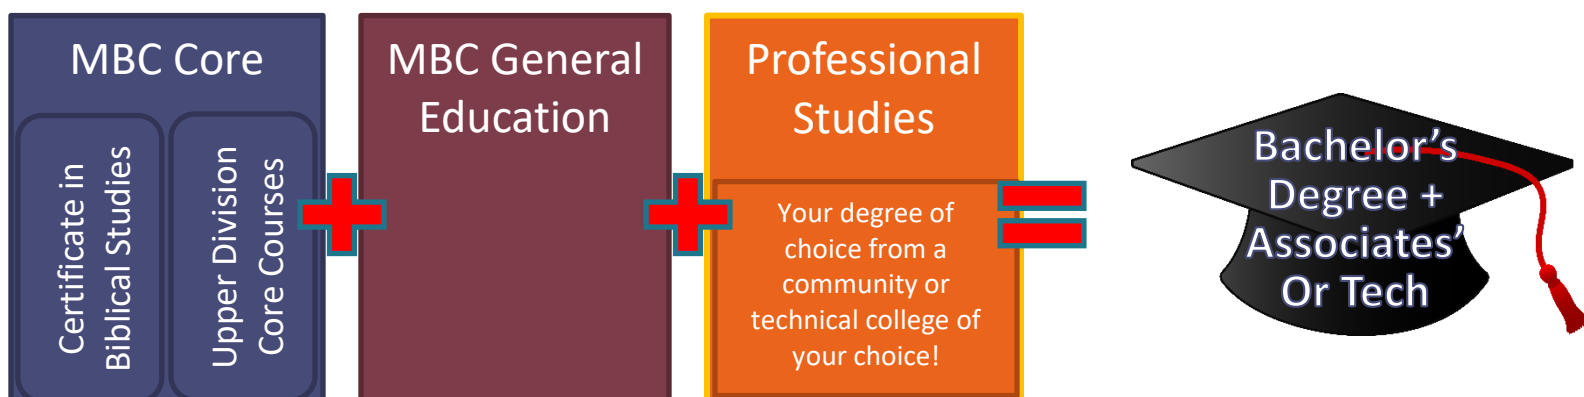 MBC Core
Certificate in
Biblical Studies
Upper Division
Core Courses
MBC General
Education
Professional
Studies
Your degree of
choice from a
community or
technical college of
your choice!
Bachelor’s
Degree +
Associates’
Or Tech